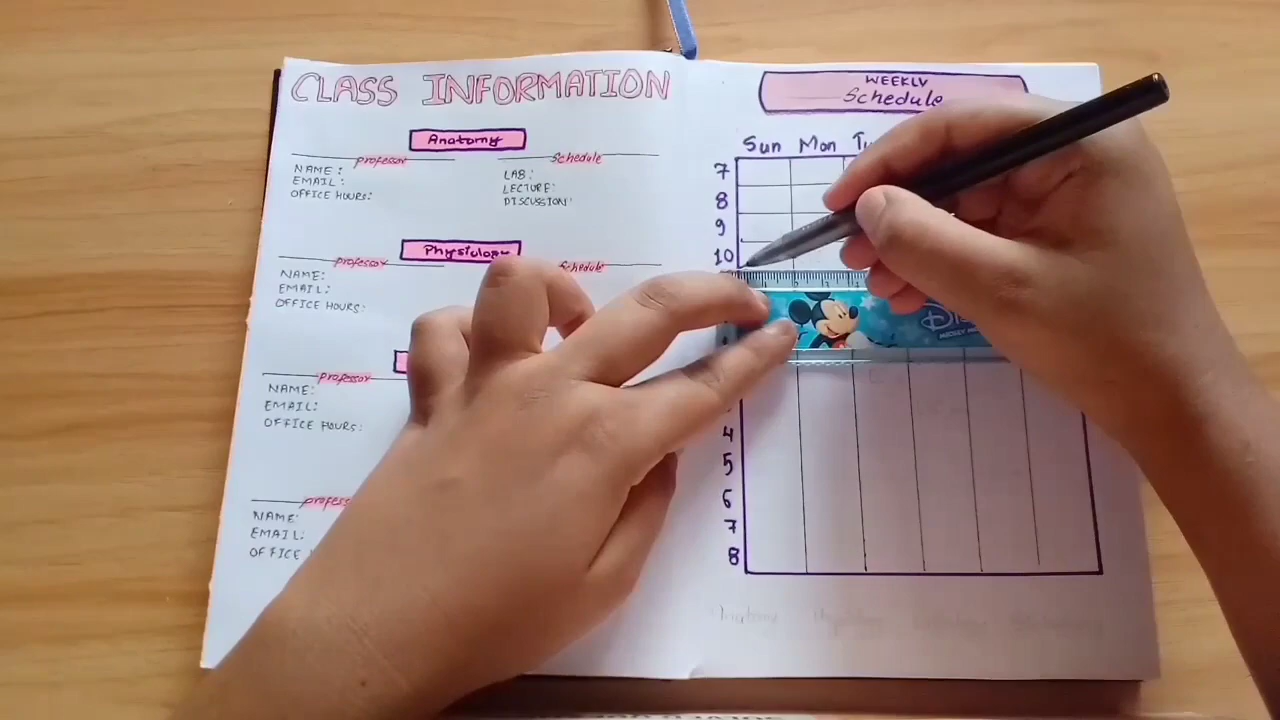 CLASS INFORMATION
Anatomy
professor
Schedule
NAME:
EMAIL:
OFFICE HOURS:
LAB:
LECTURE:
DISCUSSION:
Physiology
professor
Schedule
NAME:
EMAIL:
OFFICE HOURS:
professor
NAME:
EMAIL:
OFFICE HOURS:
NAME:
EMAIL:
WEEKLY
Schedule
Sun Mon
7
8
9
10
4
5
6
7
8
Anatomy